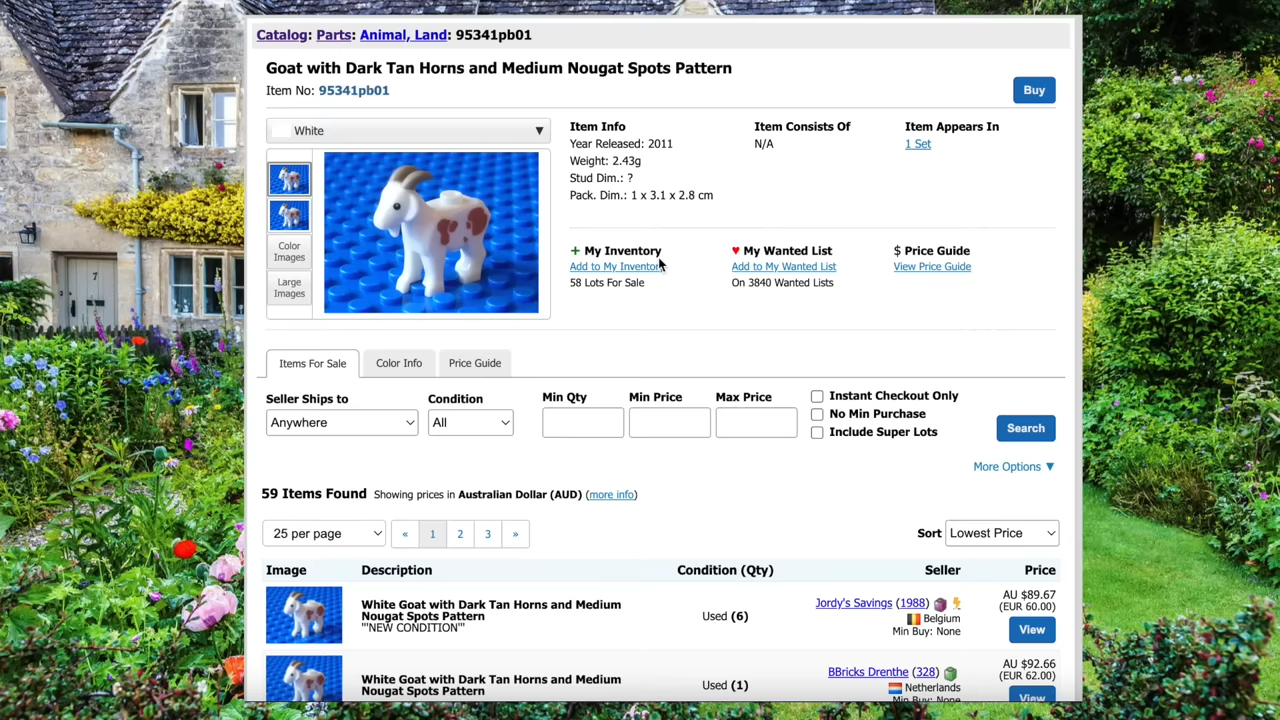 Catalog: Parts: Animal, Land: 95341pb01
Goat with Dark Tan Horns and Medium Nougat Spots Pattern
Item No: 95341pb01
Buy
White ▼
Color Images
Large Images
Item Info
Year Released: 2011
Weight: 2.43g
Stud Dim.: ?
Pack. Dim.: 1 x 3.1 x 2.8 cm
Item Consists Of
N/A
Item Appears In
1 Set
+ My Inventory
Add to My Inventory
58 Lots For Sale
♥ My Wanted List
Add to My Wanted List
On 3840 Wanted Lists
$ Price Guide
View Price Guide
Items For Sale
Color Info
Price Guide
Seller Ships to
Anywhere
Condition
All
Min Qty
Min Price
Max Price
Instant Checkout Only
No Min Purchase
Include Super Lots
Search
More Options ▼
59 Items Found Showing prices in Australian Dollar (AUD) (more info)
25 per page
« 1 2 3 »
Sort Lowest Price
Image Description Condition (Qty) Seller Price
White Goat with Dark Tan Horns and Medium
Nougat Spots Pattern
"'NEW CONDITION'"
Used (6)
Jordy's Savings (1988)
Belgium
Min Buy: None
AU $89.67
(EUR 60.00)
View
White Goat with Dark Tan Horns and Medium
Nougat Spots Pattern
Used (1)
BBricks Drenthe (328)
Netherlands
Min Buy: None
AU $92.66
(EUR 62.00)
View
7